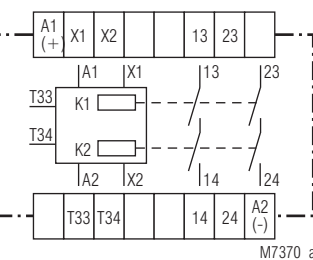 A1 (+) X1 X2 13 23
A1 X1 13 23
T33
K1
T34
K2
A2 X2 14 24
T33 T34 14 24 A2 (-)
M7370 a